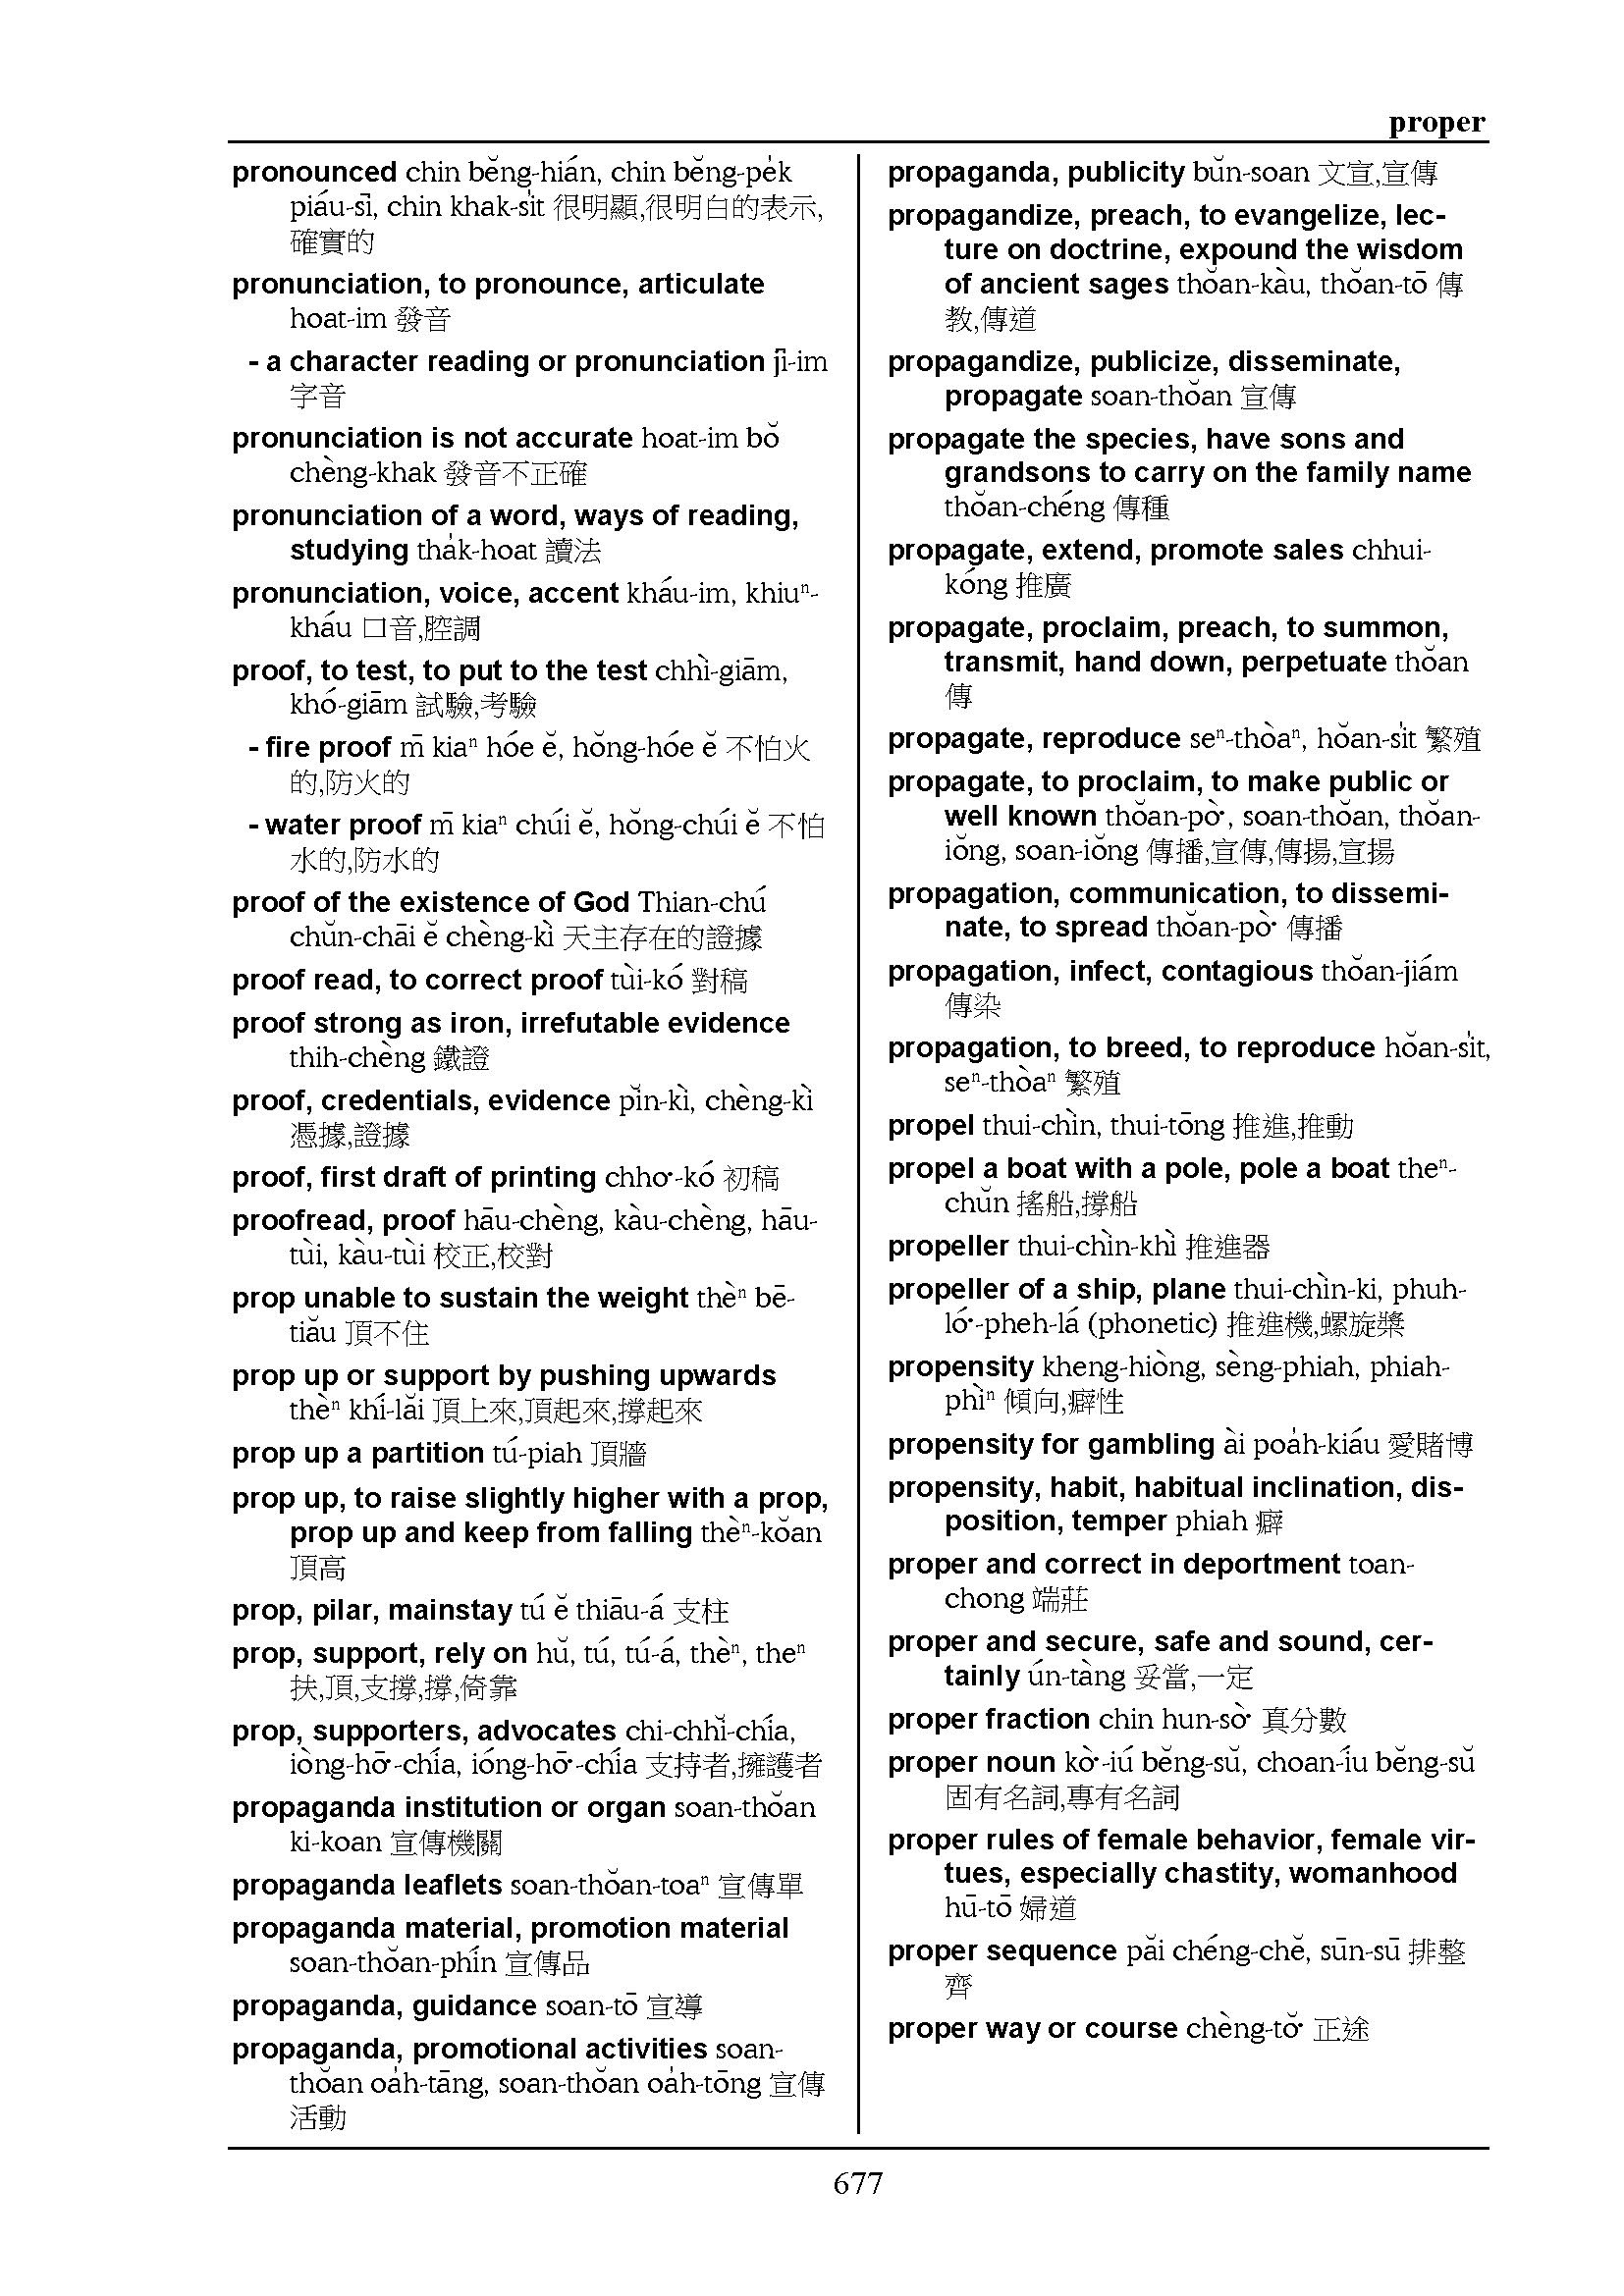 proper
pronounced chin bĕng-hián, chin bĕng-pe̍k
piáu-sī, chin khak-si̍t 很明顯,很明白的表示,
確實的
pronunciation, to pronounce, articulate
hoat-im 發音
- a character reading or pronunciation jī-im
字音
pronunciation is not accurate hoat-im bŏ
chèng-khak 發音不正確
pronunciation of a word, ways of reading,
studying tha̍k-hoat 讀法
pronunciation, voice, accent kháu-im, khiuⁿ-
kháu 口音,腔調
proof, to test, to put to the test chhì-giām,
khó-giām 試驗,考驗
- fire proof m̄ kiaⁿ hóe ĕ, hŏng-hóe ĕ 不怕火
的,防火的
- water proof m̄ kiaⁿ chúi ĕ, hŏng-chúi ĕ 不怕
水的,防水的
proof of the existence of God Thian-chú
chŭn-chāi ĕ chèng-kì 天主存在的證據
proof read, to correct proof tùi-kó 對稿
proof strong as iron, irrefutable evidence
thih-chèng 鐵證
proof, credentials, evidence pĭn-kì, chèng-kì
憑據,證據
proof, first draft of printing chho͘-kó 初稿
proofread, proof hāu-chèng, kàu-chèng, hāu-
tùi, kàu-tùi 校正,校對
prop unable to sustain the weight thèⁿ bē-
tiău 頂不住
prop up or support by pushing upwards
thèⁿ khí-lăi 頂上來,頂起來,撐起來
prop up a partition tú-piah 頂牆
prop up, to raise slightly higher with a prop,
prop up and keep from falling thèⁿ-kŏan
頂高
prop, pilar, mainstay tú ĕ thiāu-á 支柱
prop, support, rely on hŭ, tú, tú-á, thèⁿ, theⁿ
扶,頂,支撐,撐,倚靠
prop, supporters, advocates chi-chhĭ-chía,
iòng-hō͘-chía, ióng-hō͘-chía 支持者,擁護者
propaganda institution or organ soan-thŏan
ki-koan 宣傳機關
propaganda leaflets soan-thŏan-toaⁿ 宣傳單
propaganda material, promotion material
soan-thŏan-phín 宣傳品
propaganda, guidance soan-tō 宣導
propaganda, promotional activities soan-
thŏan oa̍h-tāng, soan-thŏan oa̍h-tōng 宣傳
活動
propaganda, publicity bŭn-soan 文宣,宣傳
propagandize, preach, to evangelize, lec-
ture on doctrine, expound the wisdom
of ancient sages thŏan-kàu, thŏan-tō 傳
教,傳道
propagandize, publicize, disseminate,
propagate soan-thŏan 宣傳
propagate the species, have sons and
grandsons to carry on the family name
thŏan-chéng 傳種
propagate, extend, promote sales chhui-
kóng 推廣
propagate, proclaim, preach, to summon,
transmit, hand down, perpetuate thŏan
傳
propagate, reproduce seⁿ-thòaⁿ, hŏan-si̍t 繁殖
propagate, to proclaim, to make public or
well known thŏan-pò͘, soan-thŏan, thŏan-
iŏng, soan-iŏng 傳播,宣傳,傳揚,宣揚
propagation, communication, to dissemi-
nate, to spread thŏan-pò͘ 傳播
propagation, infect, contagious thŏan-jiám
傳染
propagation, to breed, to reproduce hŏan-si̍t,
seⁿ-thòaⁿ 繁殖
propel thui-chìn, thui-tōng 推進,推動
propel a boat with a pole, pole a boat theⁿ-
chŭn 搖船,撐船
propeller thui-chìn-khì 推進器
propeller of a ship, plane thui-chìn-ki, phuh-
ló͘-pheh-lá (phonetic) 推進機,螺旋槳
propensity kheng-hiòng, sèng-phiah, phiah-
phìⁿ 傾向,癖性
propensity for gambling ài poa̍h-kiáu 愛賭博
propensity, habit, habitual inclination, dis-
position, temper phiah 癖
proper and correct in deportment toan-
chong 端莊
proper and secure, safe and sound, cer-
tainly ún-tàng 妥當,一定
proper fraction chin hun-sò͘ 真分數
proper noun kò͘-iú bĕng-sŭ, choan-íu bĕng-sŭ
固有名詞,專有名詞
proper rules of female behavior, female vir-
tues, especially chastity, womanhood
hū-tō 婦道
proper sequence păi chéng-chĕ, sūn-sū 排整
齊
proper way or course chèng-tŏ͘ 正途
677